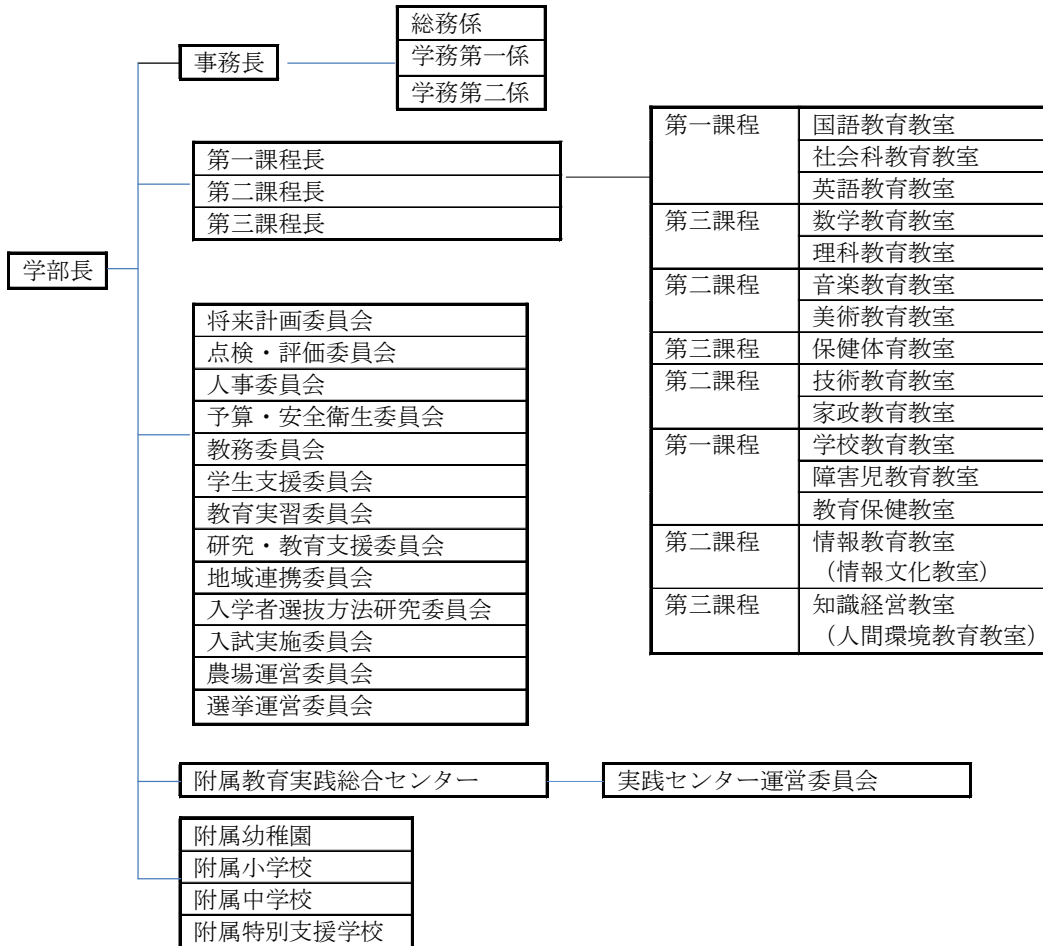 事務長
総務係
学務第一係
学務第二係
学部長
第一課程長
第二課程長
第三課程長
第一課程 国語教育教室
社会科教育教室
英語教育教室
第三課程 数学教育教室
理科教育教室
第二課程 音楽教育教室
美術教育教室
第三課程 保健体育教室
第二課程 技術教育教室
家政教育教室
第一課程 学校教育教室
障害児教育教室
教育保健教室
第二課程 情報教育教室
（情報文化教室）
第三課程 知識経営教室
（人間環境教育教室）
将来計画委員会
点検・評価委員会
人事委員会
予算・安全衛生委員会
教務委員会
学生支援委員会
教育実習委員会
研究・教育支援委員会
地域連携委員会
入学者選抜方法研究委員会
入試実施委員会
農場運営委員会
選挙運営委員会
附属教育実践総合センター
実践センター運営委員会
附属幼稚園
附属小学校
附属中学校
附属特別支援学校